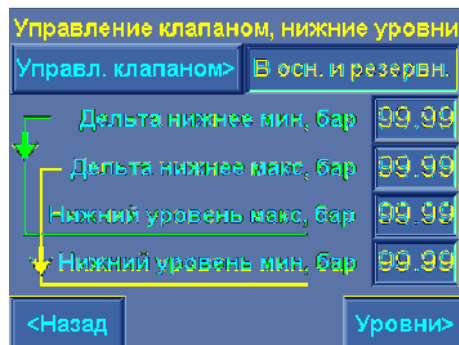 Управление клапаном, нижние уровни
Управл. клапаном> В осн. и резервн.
Дельта нижнее мин, бар 99.99
Дельта нижнее макс, бар 99.99
Нижний уровень макс, бар 99.99
Нижний уровень мин, бар 99.99
<Назад Уровни>